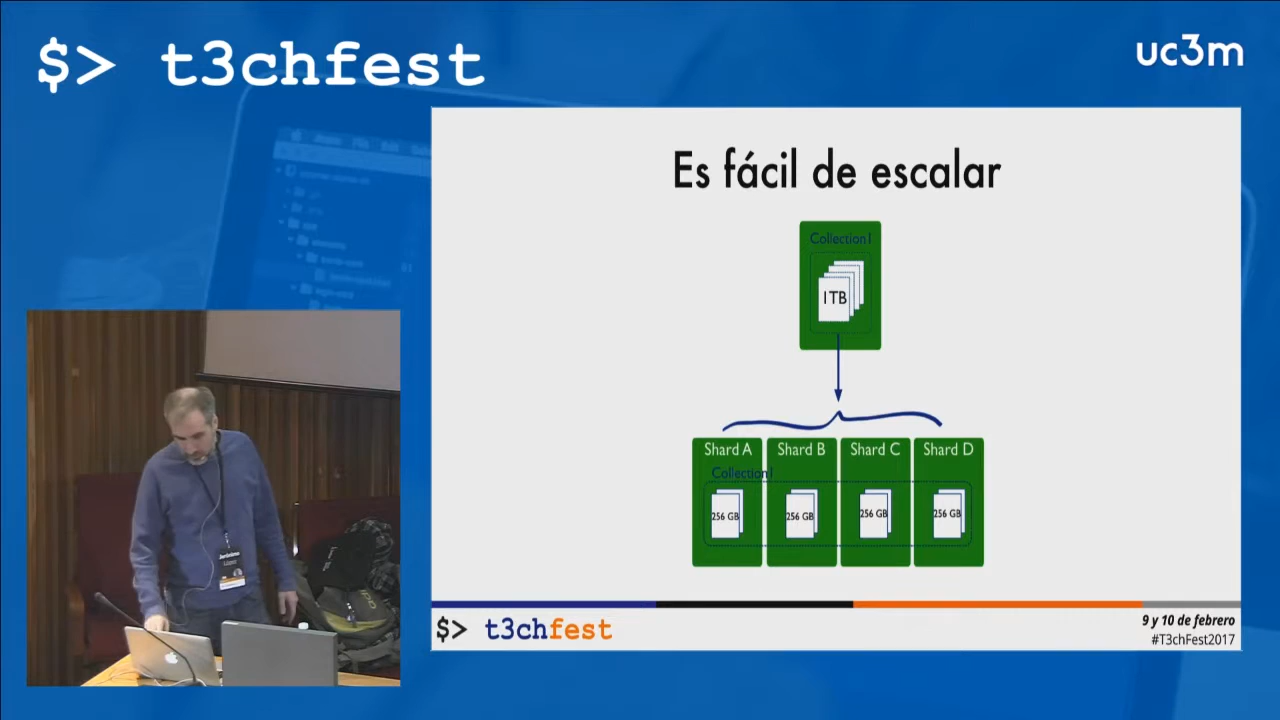 $> t3chfest
uc3m
Es fácil de escalar
Collection1
1TB
Shard A
Shard B
Shard C
Shard D
Collection1
256 GB
256 GB
256 GB
256 GB
$> t3chfest
9 y 10 de febrero
#T3chFest2017